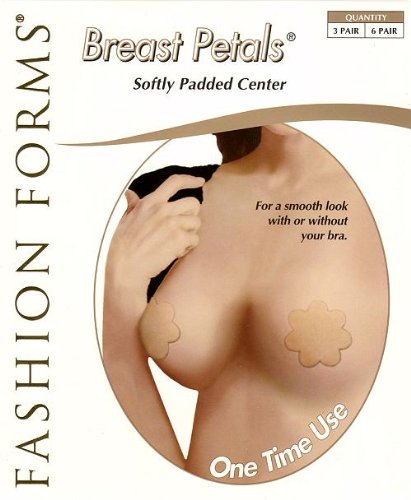 FASHION FORMS®
Breast Petals®
Softly Padded Center
QUANTITY
3 PAIR 6 PAIR
For a smooth look
with or without
your bra.
One Time Use